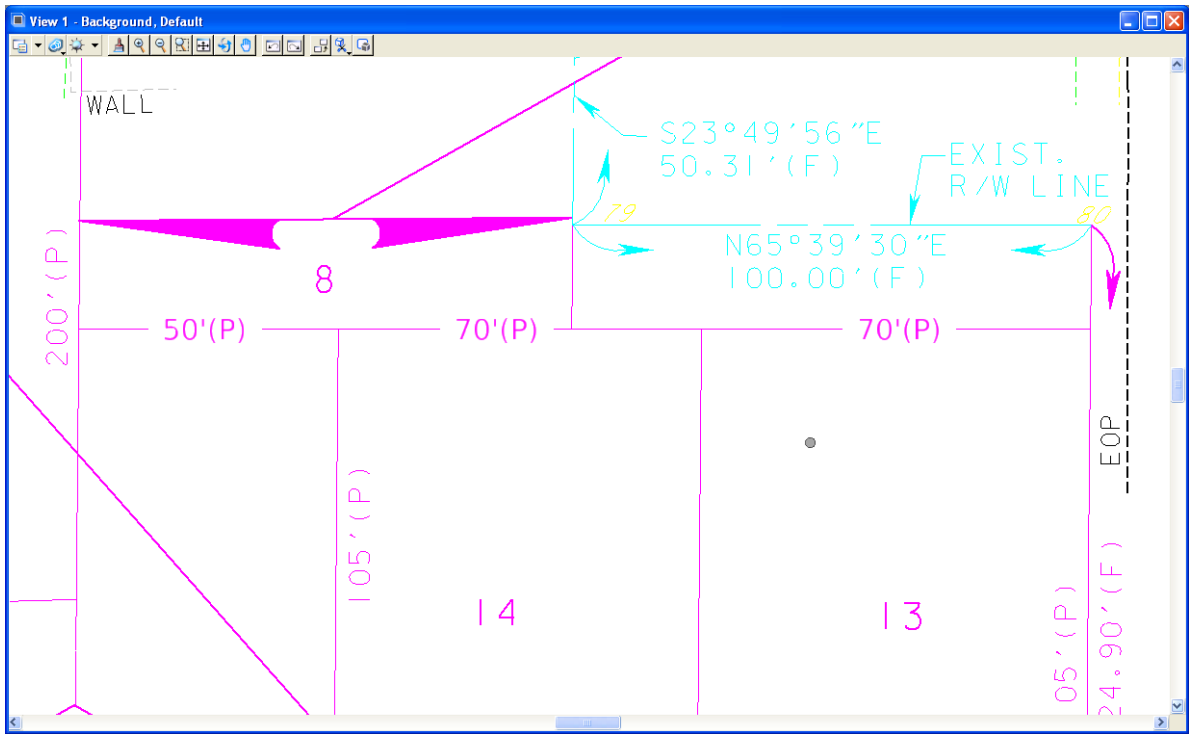 View 1 - Background, Default
WALL
S23°49'56"E
50.31'(F)
EXIST.
R/W LINE
79
80
N65°39'30"E
100.00'(F)
200'(P)
8
50'(P)
70'(P)
70'(P)
EOP
105'(P)
14
13
05'(P)
24.90'(F)